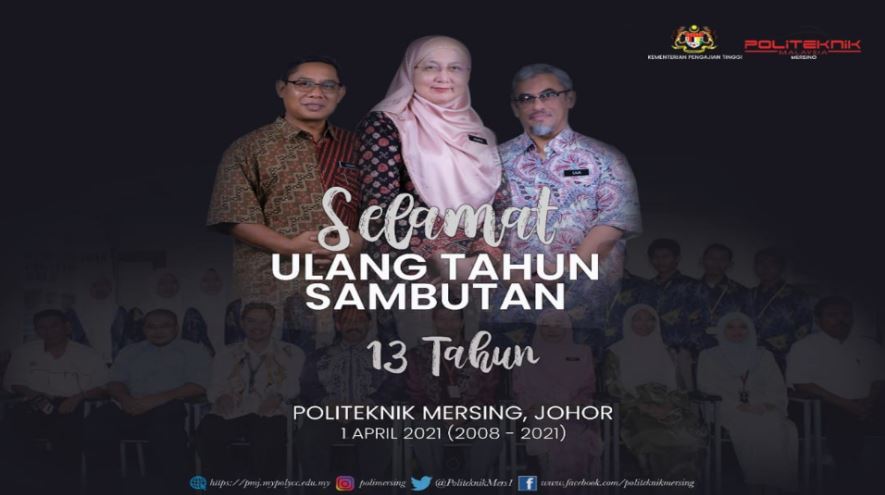 KEMENTERIAN PENGAJIAN TINGGI
POLITEKNIK
MALAYSIA
MERSING
Selamat
ULANG TAHUN
SAMBUTAN
13 Tahun
POLITEKNIK MERSING, JOHOR
1 APRIL 2021 (2008 - 2021)
https://pmj.mypolycc.edu.my polimersing @PoliteknikMers1 www.facebook.com/politeknikmersing